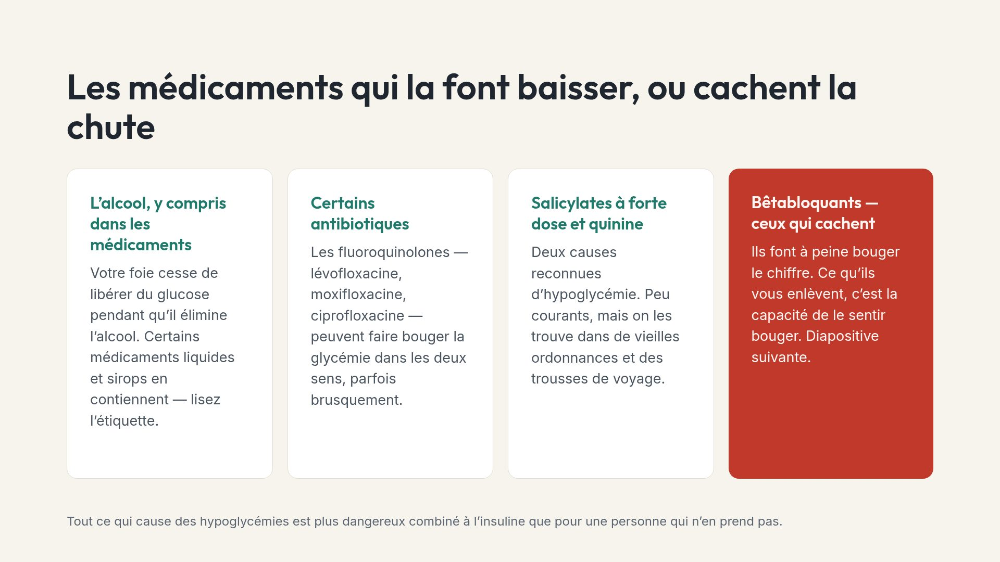 Les médicaments qui la font baisser, ou cachent la
chute
L’alcool, y compris
dans les
médicaments
Votre foie cesse de
libérer du glucose
pendant qu’il élimine
l’alcool. Certains
médicaments liquides
et sirops en
contiennent — lisez
l’étiquette.
Certains
antibiotiques
Les fluoroquinolones —
lévofloxacine,
moxifloxacine,
ciprofloxacine —
peuvent faire bouger la
glycémie dans les deux
sens, parfois
brusquement.
Salicylates à forte
dose et quinine
Deux causes
reconnues
d’hypoglycémie. Peu
courants, mais on les
trouve dans de vieilles
ordonnances et des
trousses de voyage.
Bêtabloquants —
ceux qui cachent
Ils font à peine bouger
le chiffre. Ce qu’ils
vous enlèvent, c’est la
capacité de le sentir
bouger. Diapositive
suivante.
Tout ce qui cause des hypoglycémies est plus dangereux combiné à l’insuline que pour une personne qui n’en prend pas.